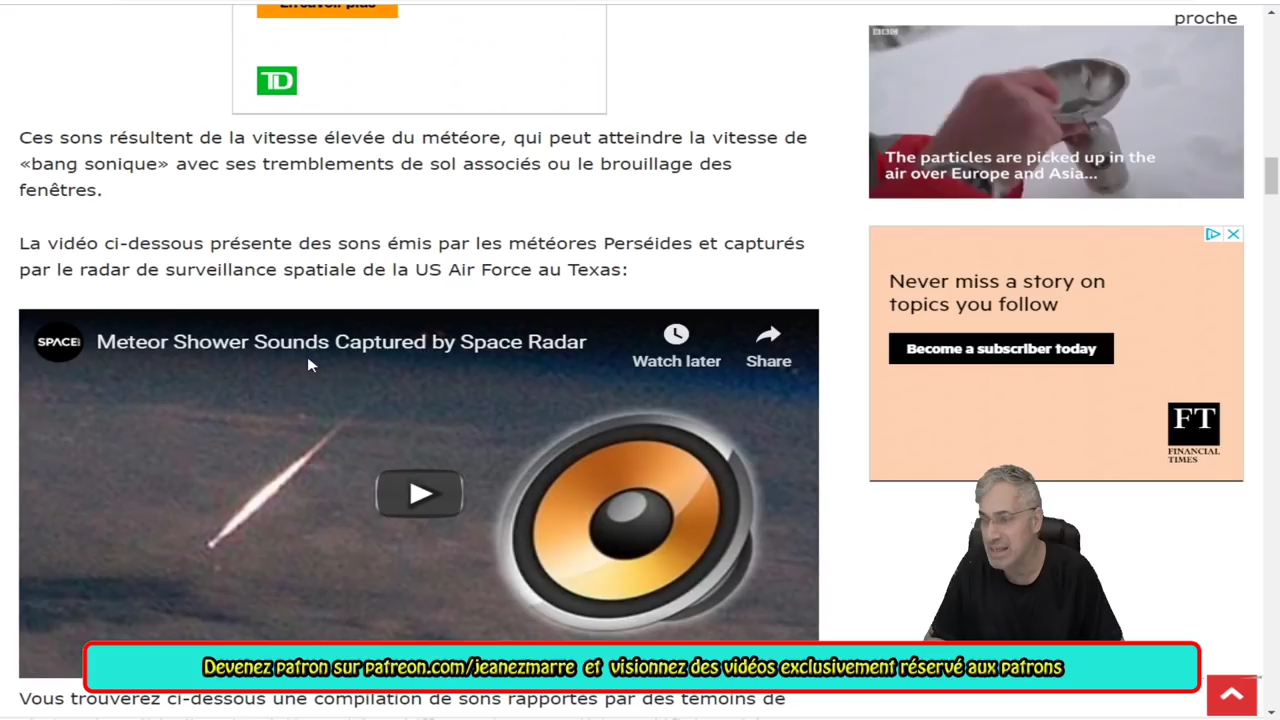 En savoir plus
proche
BBC
TD
The particles are picked up in the
air over Europe and Asia...
Ces sons résultent de la vitesse élevée du météore, qui peut atteindre la vitesse de
«bang sonique» avec ses tremblements de sol associés ou le brouillage des
fenêtres.
La vidéo ci-dessous présente des sons émis par les météores Perséides et capturés
par le radar de surveillance spatiale de la US Air Force au Texas:
Never miss a story on
topics you follow
Become a subscriber today
FT
FINANCIAL
TIMES
SPACE
Meteor Shower Sounds Captured by Space Radar
Watch later
Share
Devenez patron sur patreon.com/jeanezmarre et visionnez des vidéos exclusivement réservé aux patrons
Vous trouverez ci-dessous une compilation de sons rapportés par des témoins de